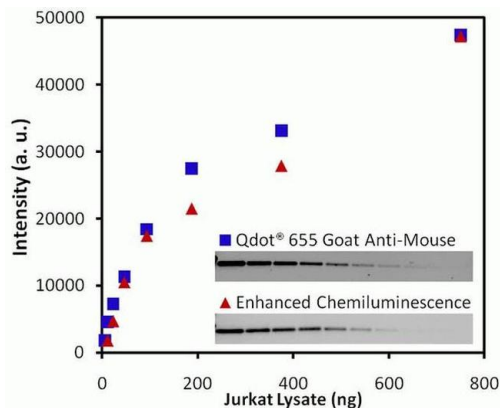 50000
40000
30000
20000
10000
0
Intensity (a. u.)
Qdot® 655 Goat Anti-Mouse
Enhanced Chemiluminescence
0 200 400 600 800
Jurkat Lysate (ng)